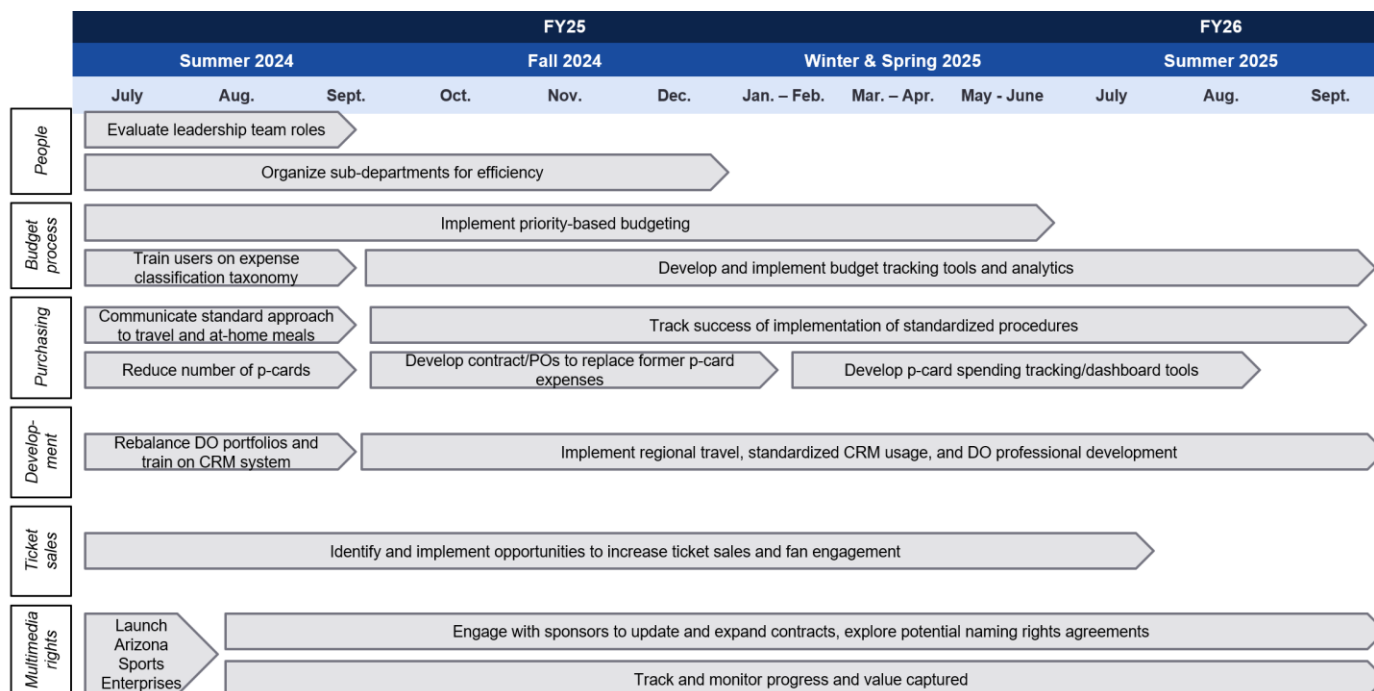 FY25 FY26
Summer 2024 Fall 2024 Winter & Spring 2025 Summer 2025
July Aug. Sept. Oct. Nov. Dec. Jan. – Feb. Mar. – Apr. May - June July Aug. Sept.
People
Evaluate leadership team roles
Organize sub-departments for efficiency
Budget
process
Implement priority-based budgeting
Train users on expense
classification taxonomy
Develop and implement budget tracking tools and analytics
Purchasing
Communicate standard approach
to travel and at-home meals
Track success of implementation of standardized procedures
Reduce number of p-cards
Develop contract/POs to replace former p-card
expenses
Develop p-card spending tracking/dashboard tools
Develop-
ment
Rebalance DO portfolios and
train on CRM system
Implement regional travel, standardized CRM usage, and DO professional development
Ticket
sales
Identify and implement opportunities to increase ticket sales and fan engagement
Multimedia
rights
Launch
Arizona
Sports
Enterprises
Engage with sponsors to update and expand contracts, explore potential naming rights agreements
Track and monitor progress and value captured